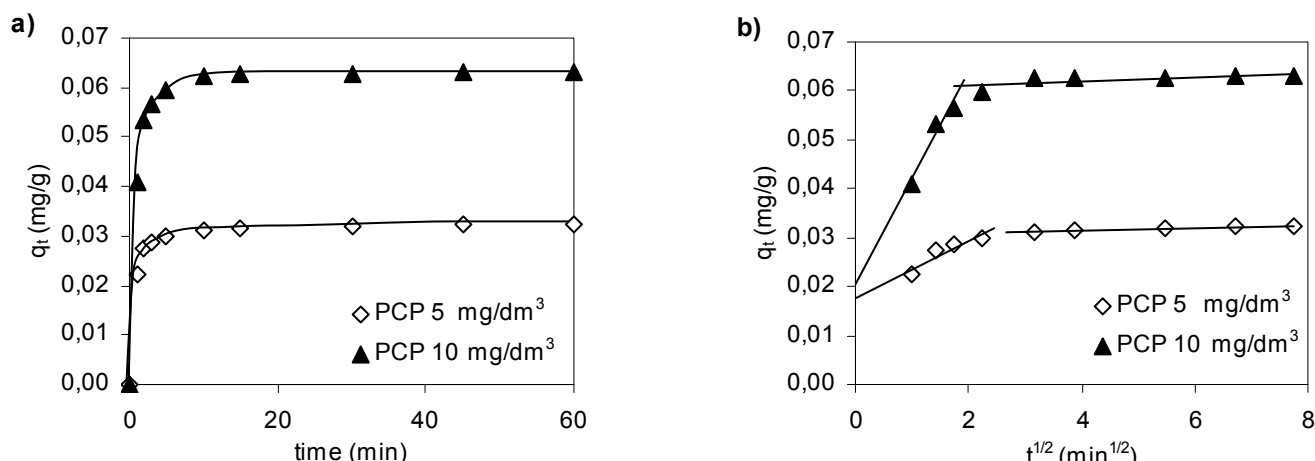 a)
0,07
0,06
0,05
0,04
0,03
0,02
0,01
0,00
q_t (mg/g)
0
20
40
60
time (min)
◇ PCP 5 mg/dm³
▲ PCP 10 mg/dm³
b)
0,07
0,06
0,05
0,04
0,03
0,02
0,01
0,00
q_t (mg/g)
0
2
4
6
8
t^1/2 (min^1/2)
◇ PCP 5 mg/dm³
▲ PCP 10 mg/dm³